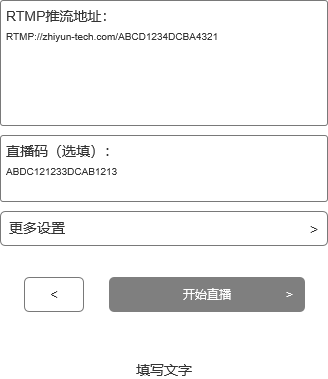 RTMP推流地址：
RTMP://zhiyun-tech.com/ABCD1234DCBA4321
直播码（选填）：
ABDC121233DCAB1213
更多设置 >
< 开始直播 >
填写文字